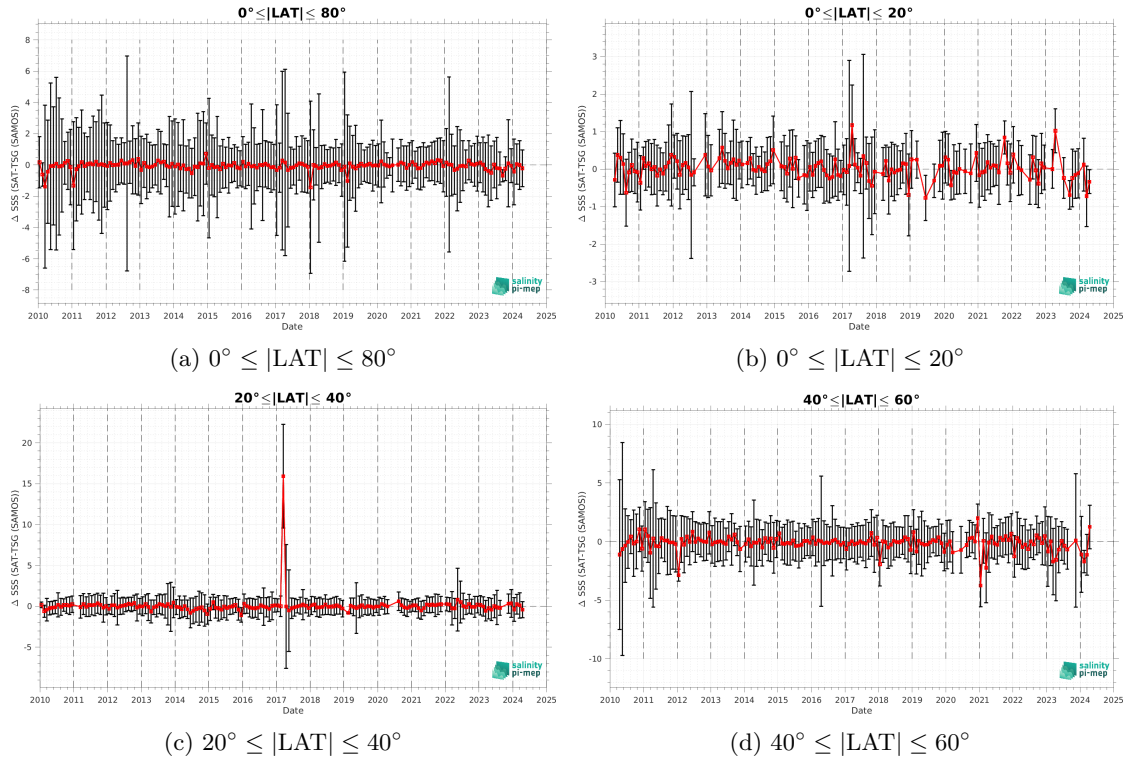 0°≤|LAT|≤ 80°
Δ SSS (SAT-TSG (SAMOS))
8
6
4
2
0
-2
-4
-6
-8
2010 2011 2012 2013 2014 2015 2016 2017 2018 2019 2020 2021 2022 2023 2024 2025
Date
salinity
pi-mep
(a) 0° ≤ |LAT| ≤ 80°
0°≤|LAT|≤ 20°
Δ SSS (SAT-TSG (SAMOS))
3
2
1
0
-1
-2
-3
2010 2011 2012 2013 2014 2015 2016 2017 2018 2019 2020 2021 2022 2023 2024 2025
Date
salinity
pi-mep
(b) 0° ≤ |LAT| ≤ 20°
20°≤|LAT|≤ 40°
Δ SSS (SAT-TSG (SAMOS))
20
15
10
5
0
-5
2010 2011 2012 2013 2014 2015 2016 2017 2018 2019 2020 2021 2022 2023 2024 2025
Date
salinity
pi-mep
(c) 20° ≤ |LAT| ≤ 40°
40°≤|LAT|≤ 60°
Δ SSS (SAT-TSG (SAMOS))
10
5
0
-5
-10
2010 2011 2012 2013 2014 2015 2016 2017 2018 2019 2020 2021 2022 2023 2024 2025
Date
salinity
pi-mep
(d) 40° ≤ |LAT| ≤ 60°